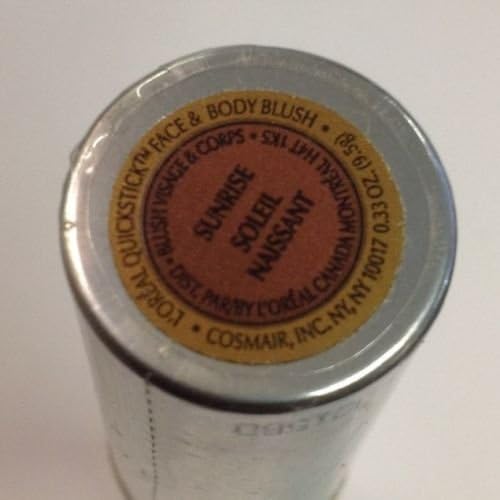 L'ORÉAL QUICKSTICK™ FACE & BODY BLUSH •
COSMAIR, INC. NY, NY 10017 0.33 OZ. (9.5g) •
BLUSH VISAGE & CORPS •
DIST. PAR/BY L'ORÉAL CANADA MONTRÉAL H4T 1K5 •
SUNRISE
SOLEIL
NAISSANT